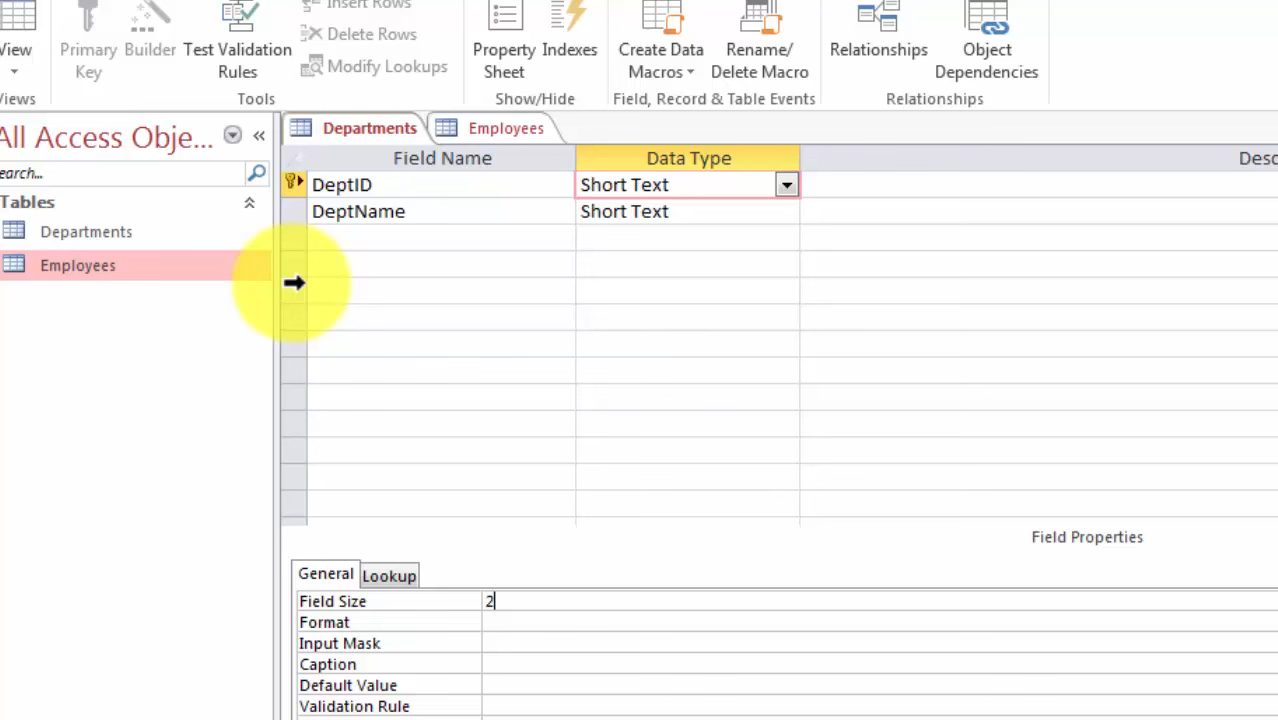 Insert Rows
Delete Rows
Modify Lookups
View
Primary Key
Builder
Test Validation Rules
Property Sheet
Indexes
Create Data Macros
Rename/ Delete Macro
Relationships
Object Dependencies
Views
Tools
Show/Hide
Field, Record & Table Events
Relationships
All Access Obje...
earch...
Tables
Departments
Employees
Departments
Employees
Field Name
Data Type
Desc
DeptID
Short Text
DeptName
Short Text
Field Properties
General
Lookup
Field Size
2
Format
Input Mask
Caption
Default Value
Validation Rule